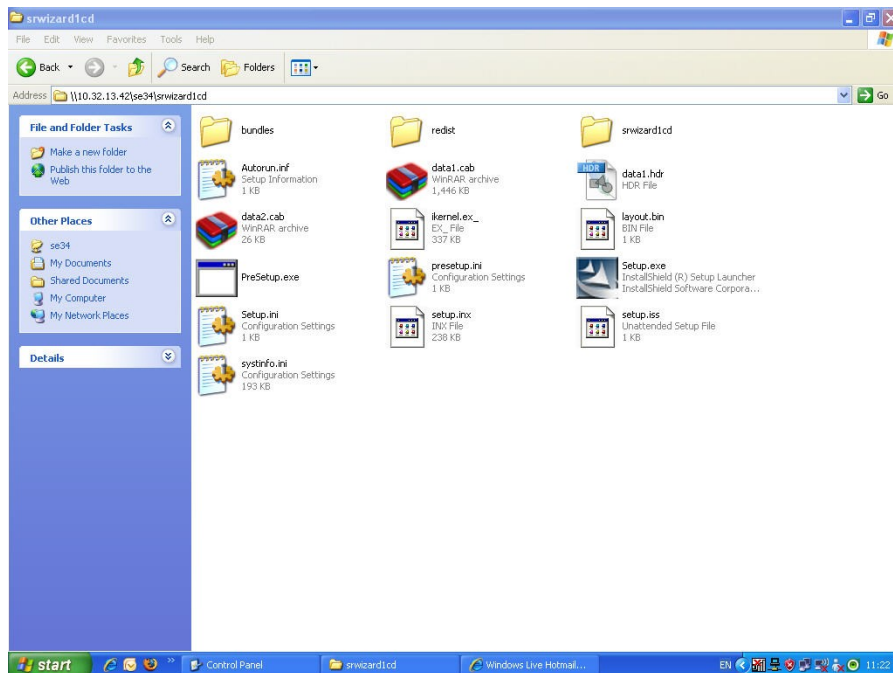 srwizard1cd
File Edit View Favorites Tools Help
Back Search Folders
Address \\10.32.13.42\se34\srwizard1cd Go
File and Folder Tasks
Make a new folder
Publish this folder to the
Web
Other Places
se34
My Documents
Shared Documents
My Computer
My Network Places
Details
bundles
redist
srwizard1cd
Autorun.inf
Setup Information
1 KB
data1.cab
WinRAR archive
1,446 KB
HDR
data1.hdr
HDR File
data2.cab
WinRAR archive
26 KB
ikernel.ex_
EX_ File
337 KB
layout.bin
BIN File
1 KB
PreSetup.exe
presetup.ini
Configuration Settings
1 KB
Setup.exe
InstallShield (R) Setup Launcher
InstallShield Software Corpora...
Setup.ini
Configuration Settings
1 KB
setup.inx
INX File
238 KB
setup.iss
Unattended Setup File
1 KB
systinfo.ini
Configuration Settings
193 KB
start Control Panel srwizard1cd Windows Live Hotmail... EN 11:22